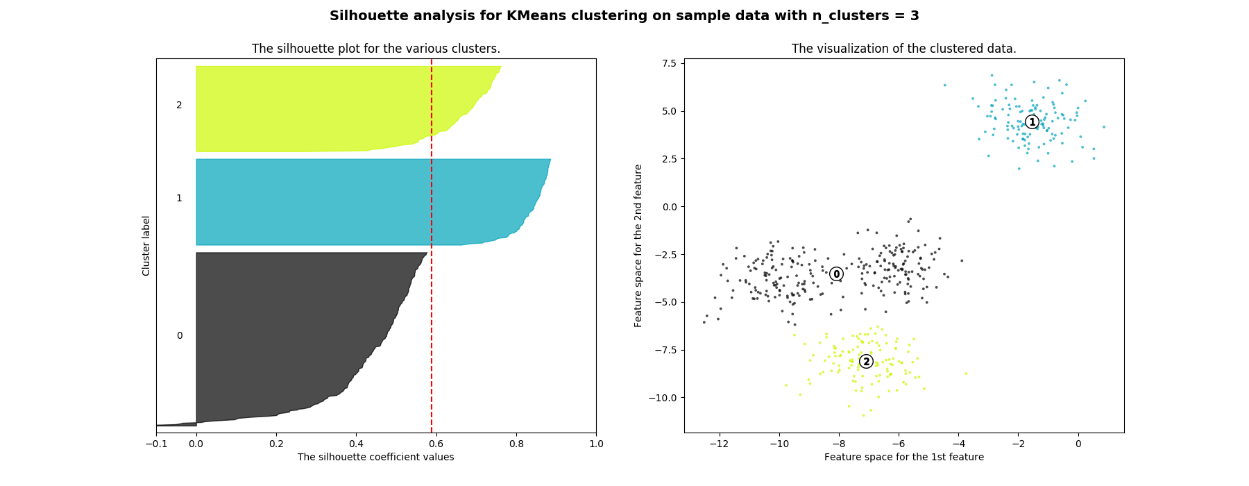 Silhouette analysis for KMeans clustering on sample data with n_clusters = 3
The silhouette plot for the various clusters.
Cluster label
2
1
0
−0.1 0.0 0.2 0.4 0.6 0.8 1.0
The silhouette coefficient values
The visualization of the clustered data.
Feature space for the 2nd feature
7.5
5.0
2.5
0.0
−2.5
−5.0
−7.5
−10.0
1
0
2
−12 −10 −8 −6 −4 −2 0
Feature space for the 1st feature